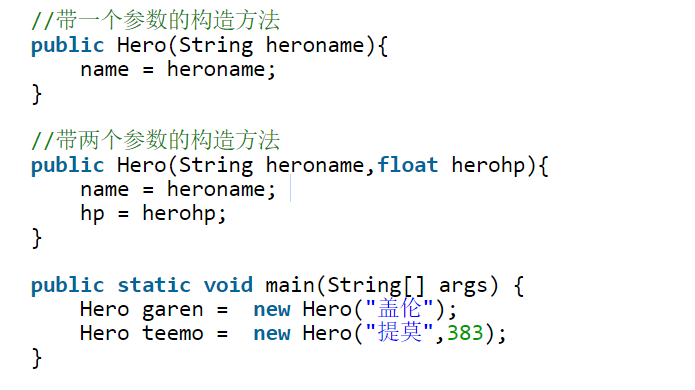 //带一个参数的构造方法
public Hero(String heroname){
    name = heroname;
}

//带两个参数的构造方法
public Hero(String heroname,float herohp){
    name = heroname;
    hp = herohp;
}

public static void main(String[] args) {
    Hero garen =  new Hero("盖伦");
    Hero teemo =  new Hero("提莫",383);
}